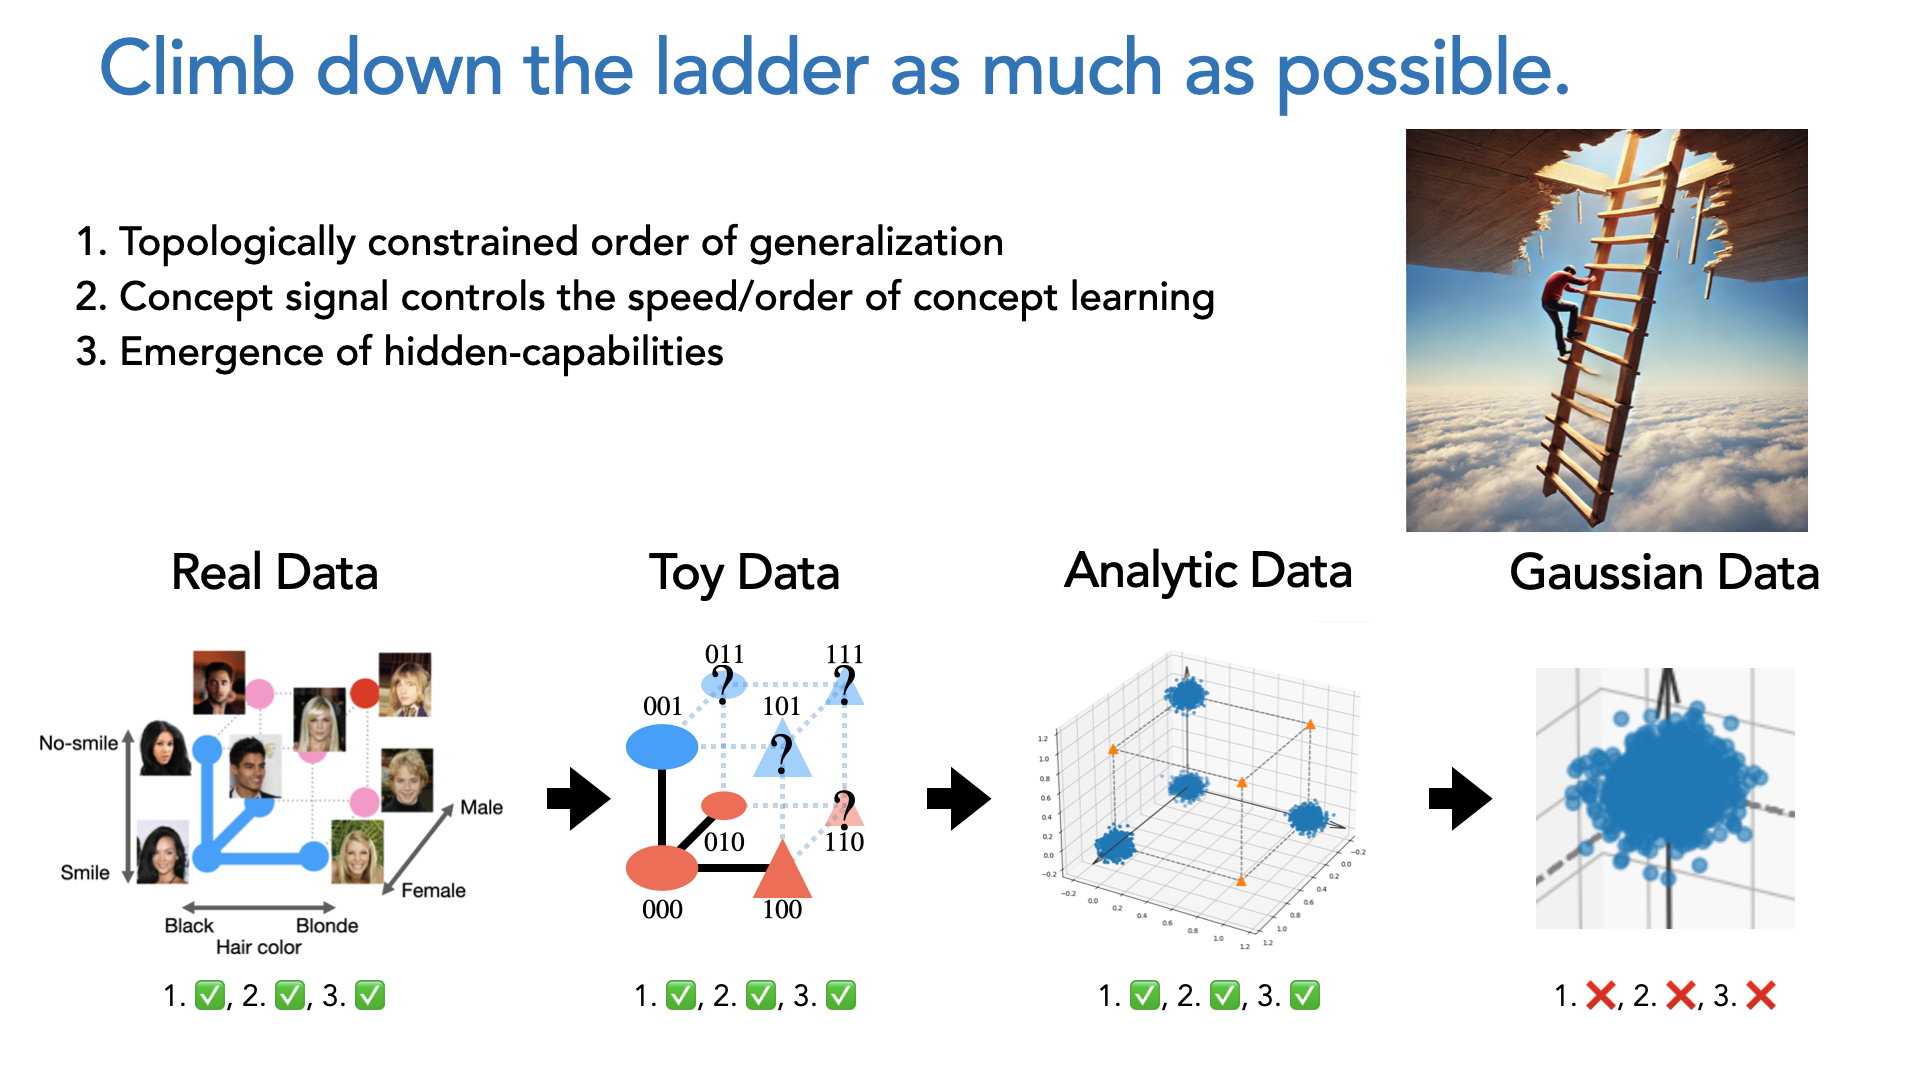 Climb down the ladder as much as possible.
1. Topologically constrained order of generalization
2. Concept signal controls the speed/order of concept learning
3. Emergence of hidden-capabilities
Real Data
Toy Data
Analytic Data
Gaussian Data
No-smile
Smile
Male
Female
Black
Blonde
Hair color
011
111
001
101
?
?
?
?
010
110
000
100
1.2
1.0
0.8
0.6
0.4
0.2
0.0
−0.2
−0.2
0.0
0.2
0.4
0.6
0.8
1.0
1.2
−0.2
0.0
0.2
0.4
0.6
0.8
1.0
1.2
1. ✅, 2. ✅, 3. ✅
1. ✅, 2. ✅, 3. ✅
1. ✅, 2. ✅, 3. ✅
1. ❌, 2. ❌, 3. ❌